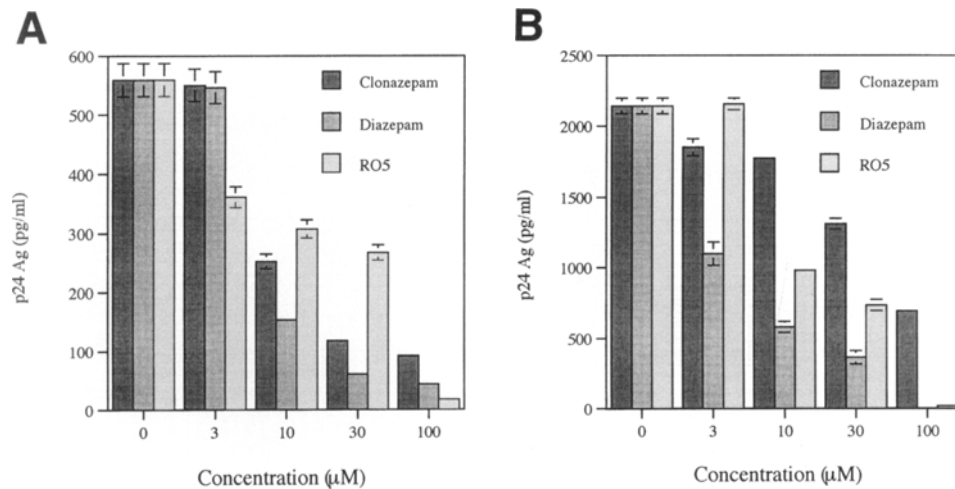 A
600
500
400
300
200
100
0
p24 Ag (pg/ml)
Clonazepam
Diazepam
RO5
0 3 10 30 100
Concentration (µM)
B
2500
2000
1500
1000
500
0
p24 Ag (pg/ml)
Clonazepam
Diazepam
RO5
0 3 10 30 100
Concentration (µM)